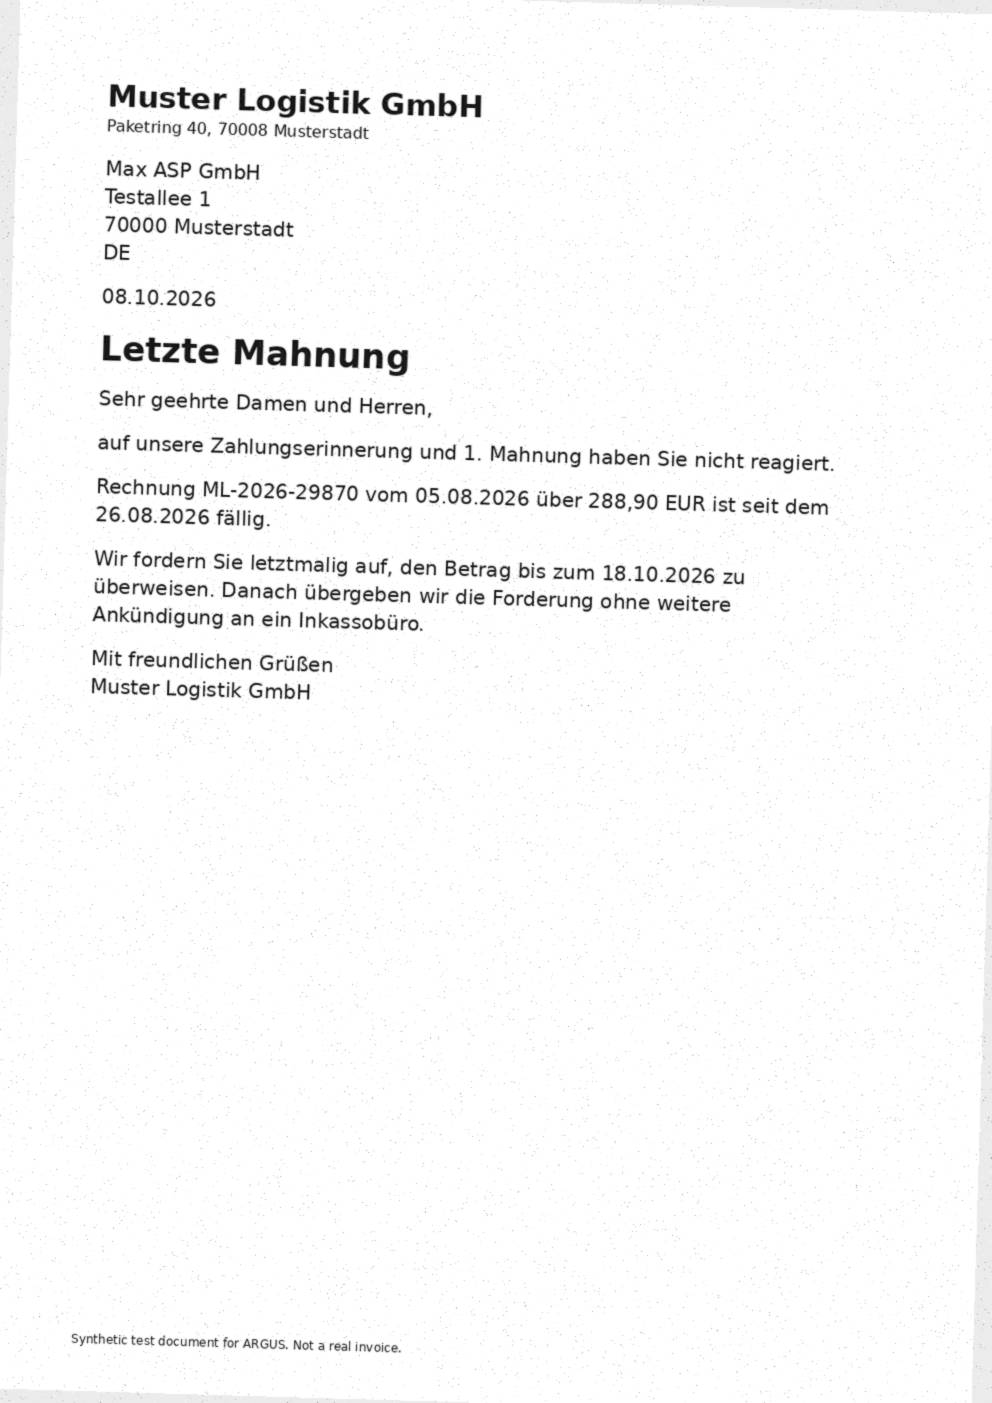 Muster Logistik GmbH
Paketring 40, 70008 Musterstadt
Max ASP GmbH
Testallee 1
70000 Musterstadt
DE
08.10.2026
Letzte Mahnung
Sehr geehrte Damen und Herren,
auf unsere Zahlungserinnerung und 1. Mahnung haben Sie nicht reagiert.
Rechnung ML-2026-29870 vom 05.08.2026 über 288,90 EUR ist seit dem
26.08.2026 fällig.
Wir fordern Sie letztmalig auf, den Betrag bis zum 18.10.2026 zu
überweisen. Danach übergeben wir die Forderung ohne weitere
Ankündigung an ein Inkassobüro.
Mit freundlichen Grüßen
Muster Logistik GmbH
Synthetic test document for ARGUS. Not a real invoice.